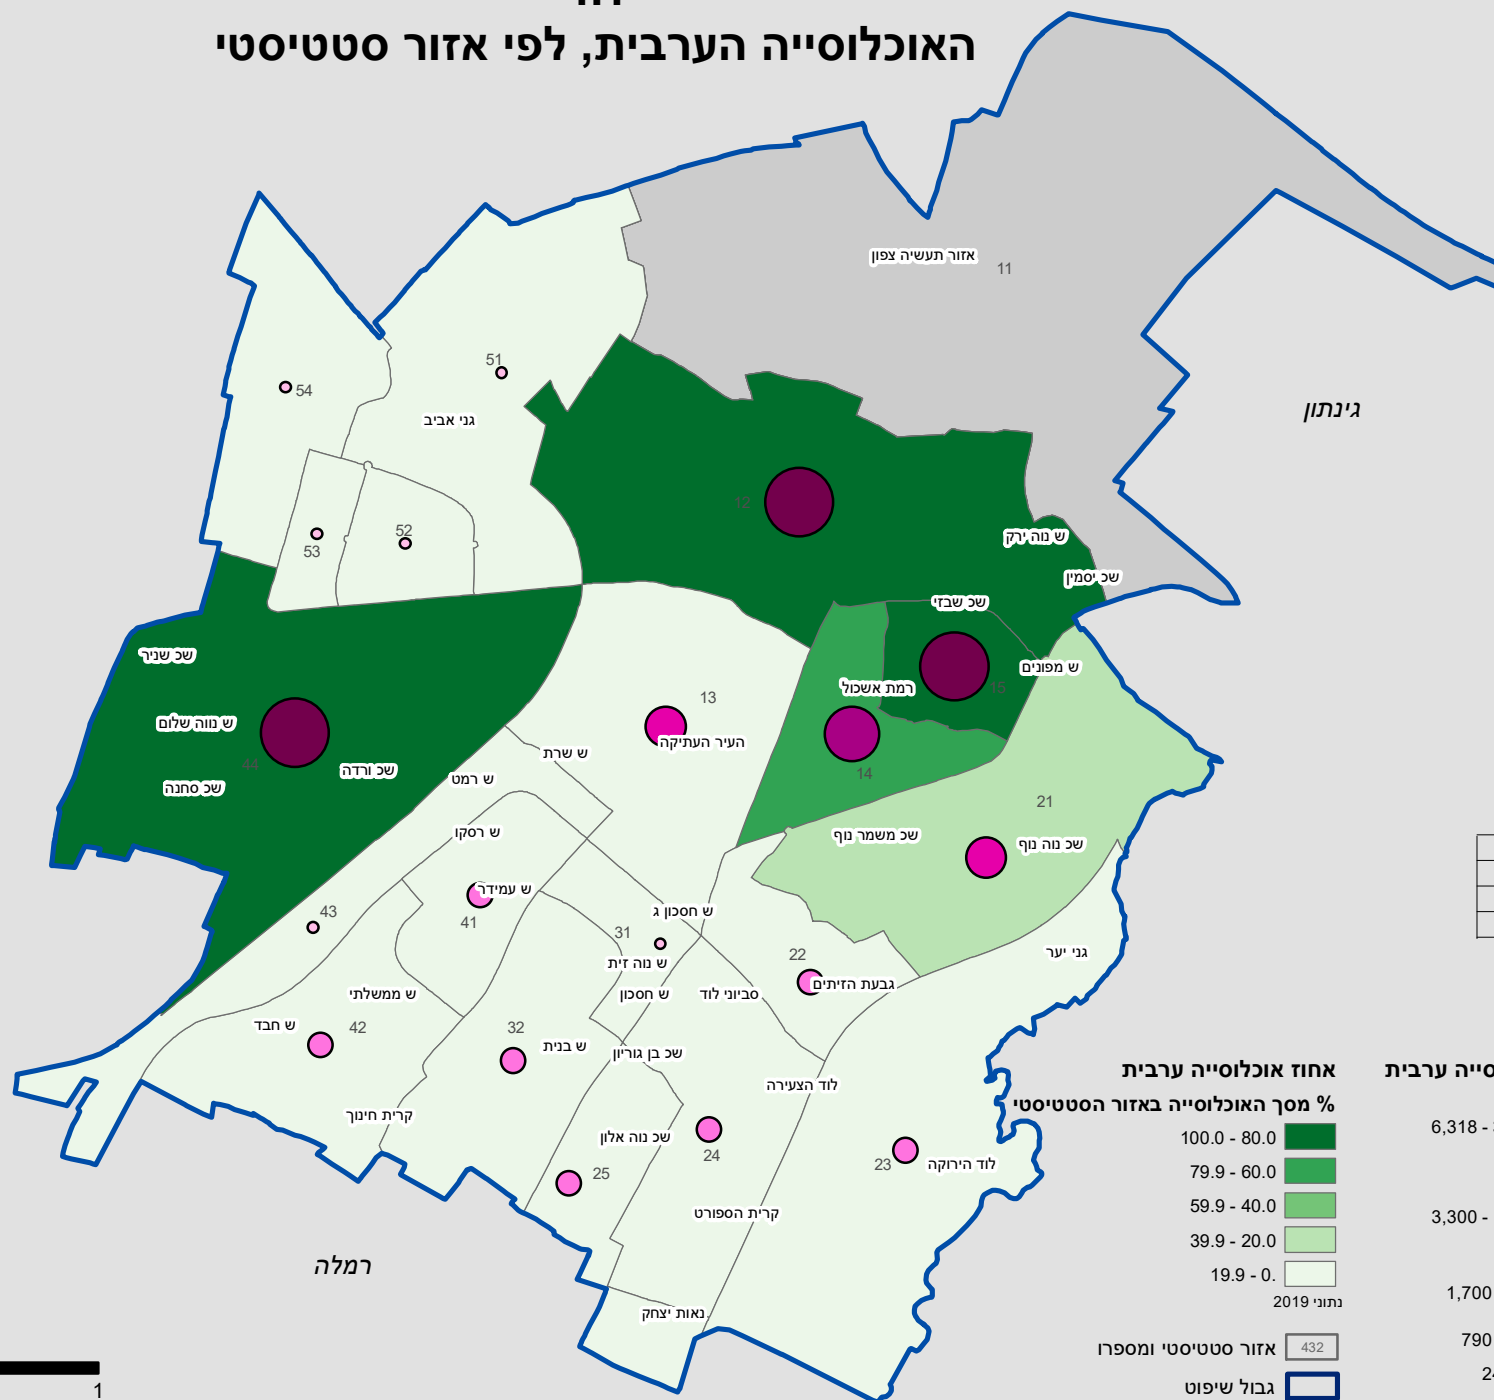 האוכלוסייה הערבית, לפי אזור סטטיסטי
אזור תעשיה צפון
11
51
54
גני אביב
גינתון
12
52
53
ש נוה ירק
שכ יסמין
שכ שבזי
שכ שניר
ש מפונים
רמת אשכול
15
13
ש נווה שלום
העיר העתיקה
ש שרת
44
שכ ורדה
ש רמט
14
שכ סחנה
21
ש רסקו
שכ משמר נוף
שכ נוה נוף
ש עמידר
43
41
ש חסכון ג
31
גני יער
22
ש נוה זית
גבעת הזיתים
ש ממשלתי
ש חסכון
סביוני לוד
ש חבד
42
32
ש בנית
שכ בן גוריון
לוד הצעירה
קרית חינוך
שכ נוה אלון
24
23
לוד הירוקה
25
קרית הספורט
רמלה
נאות יצחק
אחוז אוכלוסייה ערבית
% מסך האוכלוסייה באזור הסטטיסטי
100.0 - 80.0
79.9 - 60.0
59.9 - 40.0
39.9 - 20.0
19.9 - 0.
נתוני 2019
432
אזור סטטיסטי ומספרו
גבול שיפוט
סייה ערבית
6,318 -
3,300 -
1,700
790
24
1